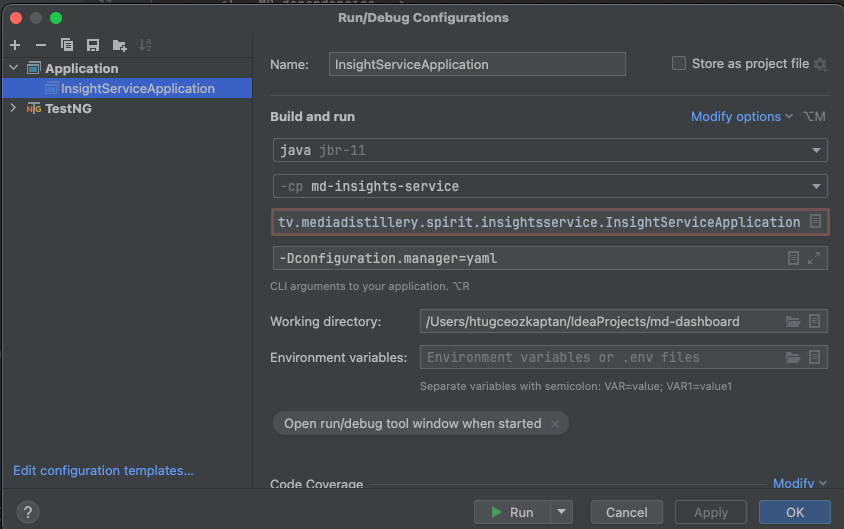 Run/Debug Configurations
Application
InsightServiceApplication
TestNG
Edit configuration templates...
Name: InsightServiceApplication Store as project file
Build and run Modify options ⌥M
java jbr-11
-cp md-insights-service
tv.mediadistillery.spirit.insightsservice.InsightServiceApplication
-Dconfiguration.manager=yaml
CLI arguments to your application. ⌥R
Working directory: /Users/htugceozkaptan/IdeaProjects/md-dashboard
Environment variables: Environment variables or .env files
Separate variables with semicolon: VAR=value; VAR1=value1
Open run/debug tool window when started ×
Code Coverage Modify
? Run Cancel Apply OK